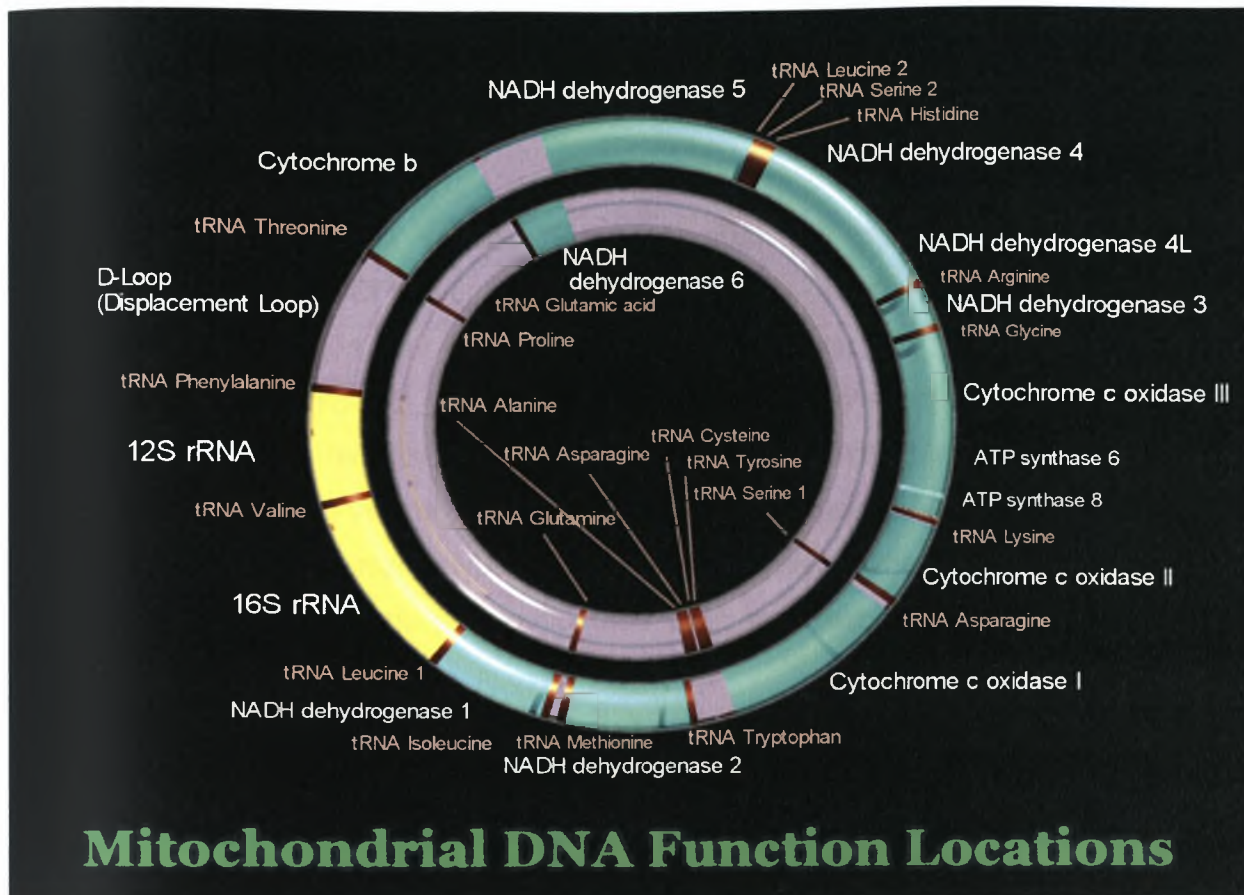 tRNA Leucine 2
NADH dehydrogenase 5
tRNA Serine 2
tRNA Histidine
Cytochrome b
NADH dehydrogenase 4
tRNA Threonine
NADH dehydrogenase 4L
NADH
dehydrogenase 6
D-Loop
(Displacement Loop)
tRNA Arginine
NADH dehydrogenase 3
tRNA Glutamic acid
tRNA Glycine
tRNA Proline
tRNA Phenylalanine
Cytochrome c oxidase III
tRNA Alanine
tRNA Cysteine
12S rRNA
tRNA Asparagine
tRNA Tyrosine
ATP synthase 6
tRNA Serine 1
ATP synthase 8
tRNA Valine
tRNA Glutamine
tRNA Lysine
Cytochrome c oxidase II
16S rRNA
tRNA Asparagine
tRNA Leucine 1
Cytochrome c oxidase I
NADH dehydrogenase 1
tRNA Isoleucine
tRNA Methionine
tRNA Tryptophan
NADH dehydrogenase 2
Mitochondrial DNA Function Locations